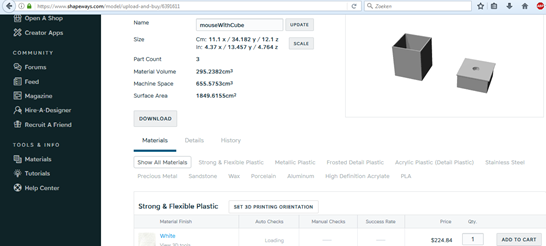 https://www.shapeways.com/model/upload-and-buy/6391611
Zoeken
Open A Shop
Creator Apps
COMMUNITY
Forums
Feed
Magazine
Hire-A-Designer
Recruit A Friend
TOOLS & INFO
Materials
Tutorials
Help Center
Name mouseWithCube UPDATE
Size Cm: 11.1 x 34.182 y / 12.1 z
In: 4.37 x / 13.457 y / 4.764 z SCALE
Part Count 3
Material Volume 295.2382cm³
Machine Space 655.5753cm³
Surface Area 1849.6155cm²
DOWNLOAD
Materials Details History
Show All Materials Strong & Flexible Plastic Metallic Plastic Frosted Detail Plastic Acrylic Plastic (Detail Plastic) Stainless Steel
Precious Metal Sandstone Wax Porcelain Aluminum High Definition Acrylate PLA
Strong & Flexible Plastic SET 3D PRINTING ORIENTATION
Material Finish Auto Checks Manual Checks Success Rate Price Qty.
White Loading $224.84 1 ADD TO CART